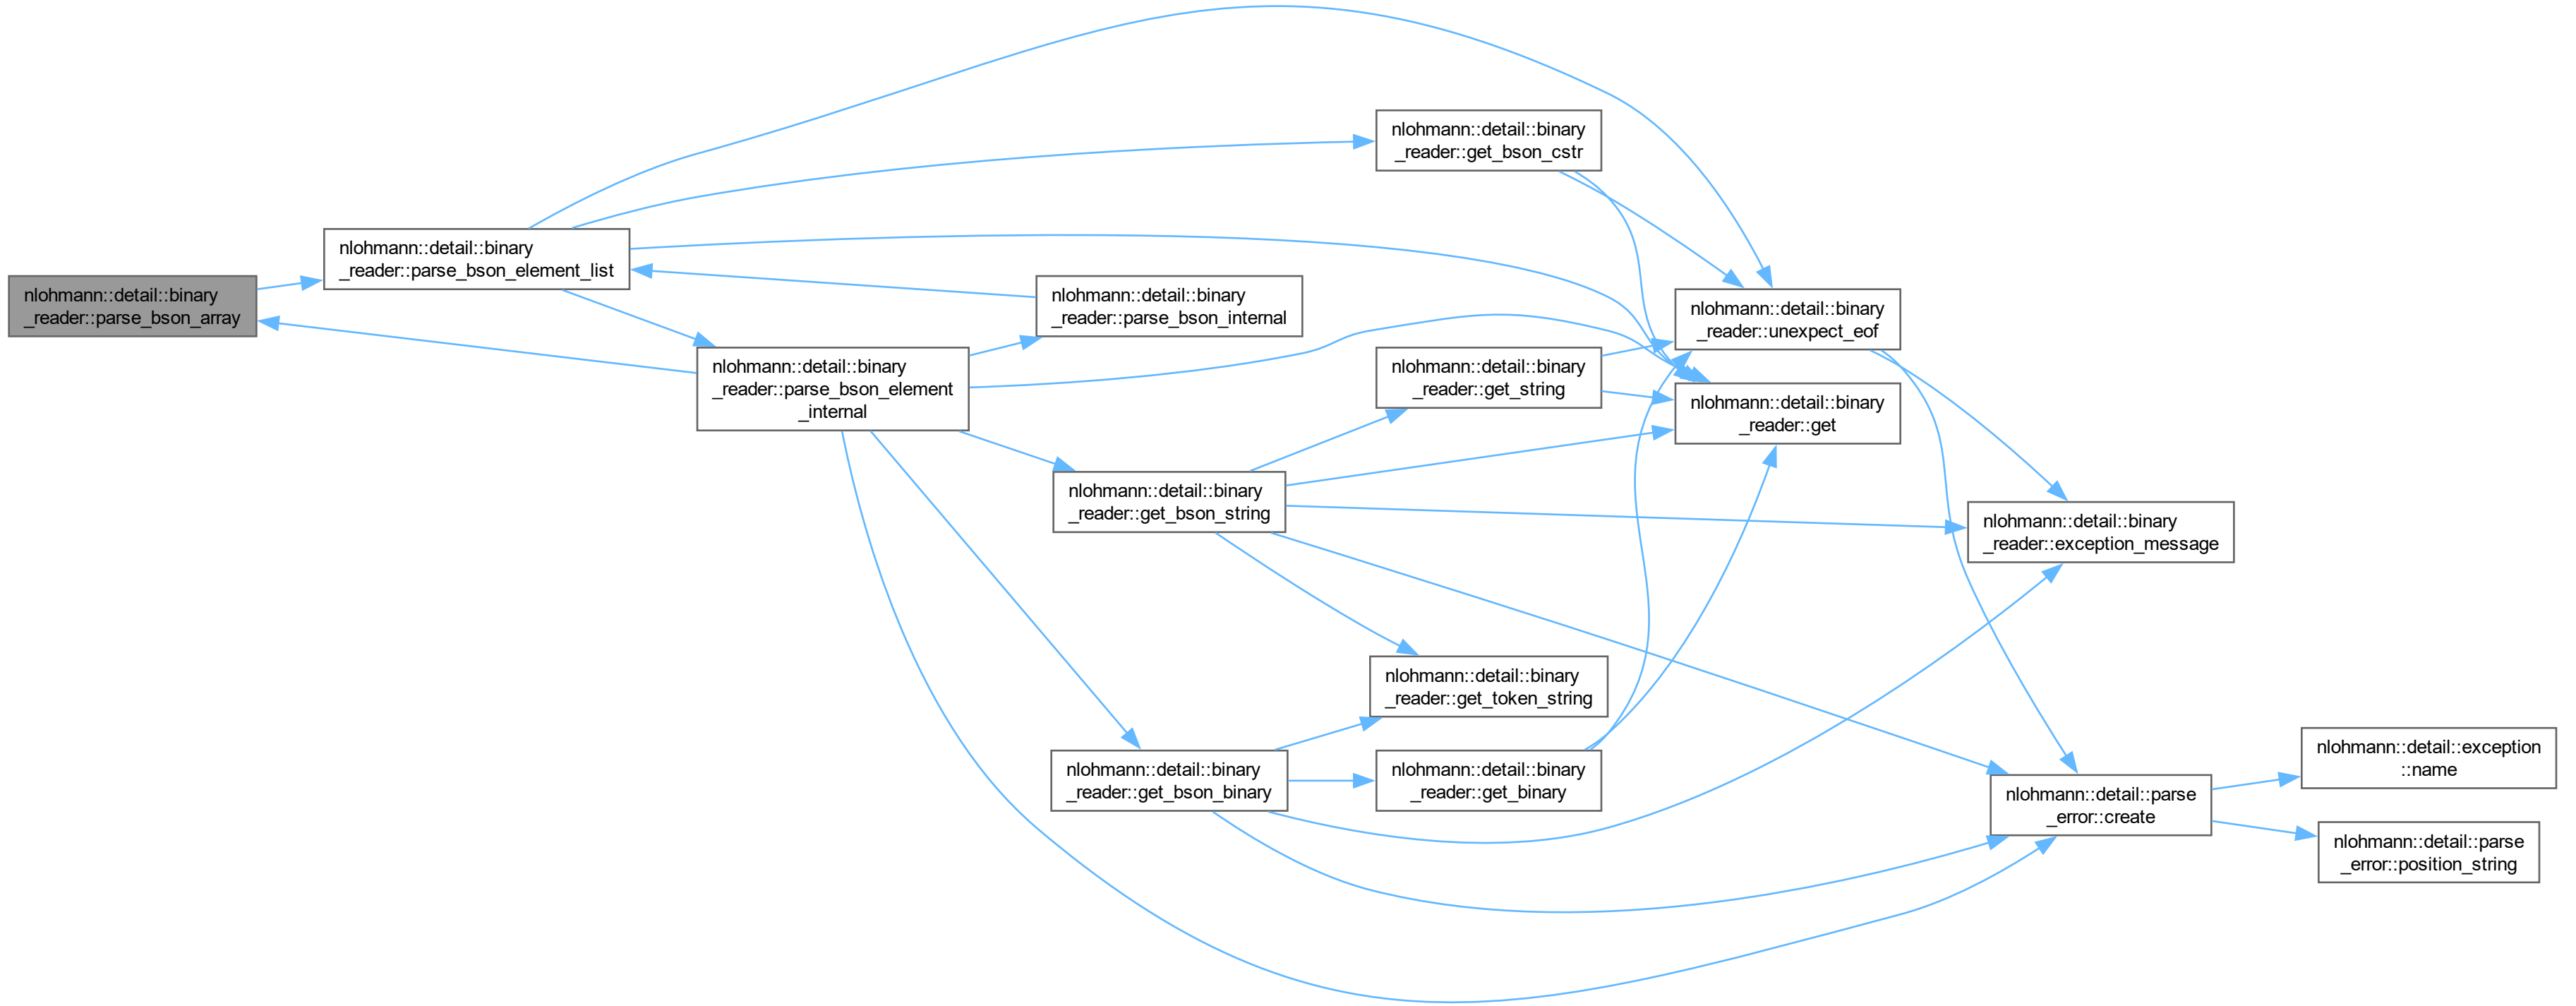 nlohmann::detail::binary
_reader::parse_bson_array
nlohmann::detail::binary
_reader::parse_bson_element_list
nlohmann::detail::binary
_reader::parse_bson_element
_internal
nlohmann::detail::binary
_reader::parse_bson_internal
nlohmann::detail::binary
_reader::get_bson_string
nlohmann::detail::binary
_reader::get_bson_binary
nlohmann::detail::binary
_reader::get_bson_cstr
nlohmann::detail::binary
_reader::get_string
nlohmann::detail::binary
_reader::get_token_string
nlohmann::detail::binary
_reader::get_binary
nlohmann::detail::binary
_reader::unexpect_eof
nlohmann::detail::binary
_reader::get
nlohmann::detail::binary
_reader::exception_message
nlohmann::detail::parse
_error::create
nlohmann::detail::exception
::name
nlohmann::detail::parse
_error::position_string